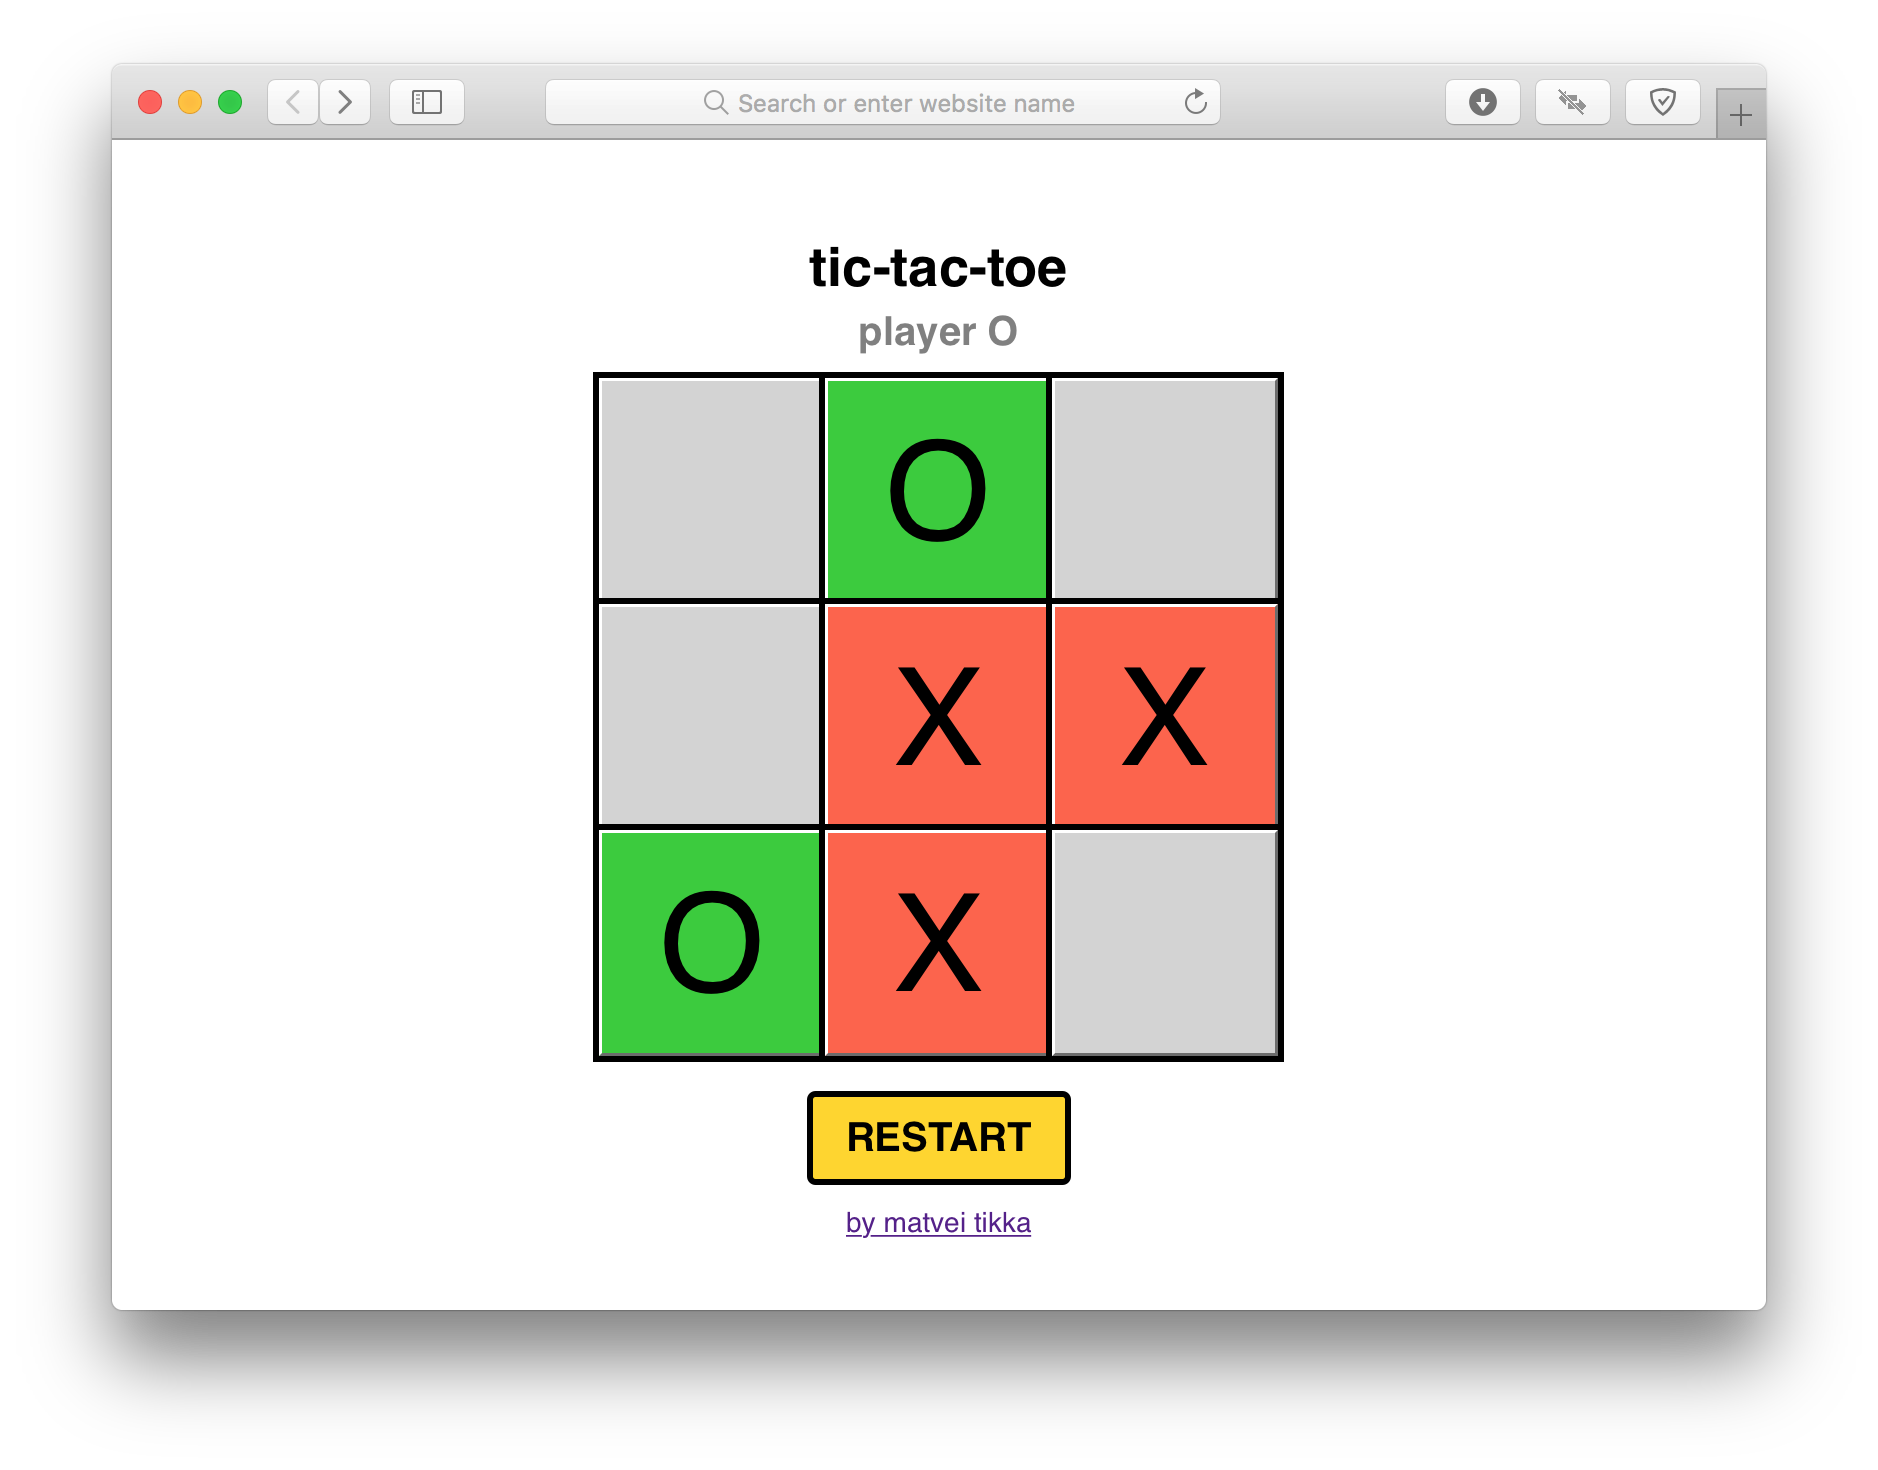 Search or enter website name
tic-tac-toe
player O
O
X X
O X
RESTART
by matvei tikka